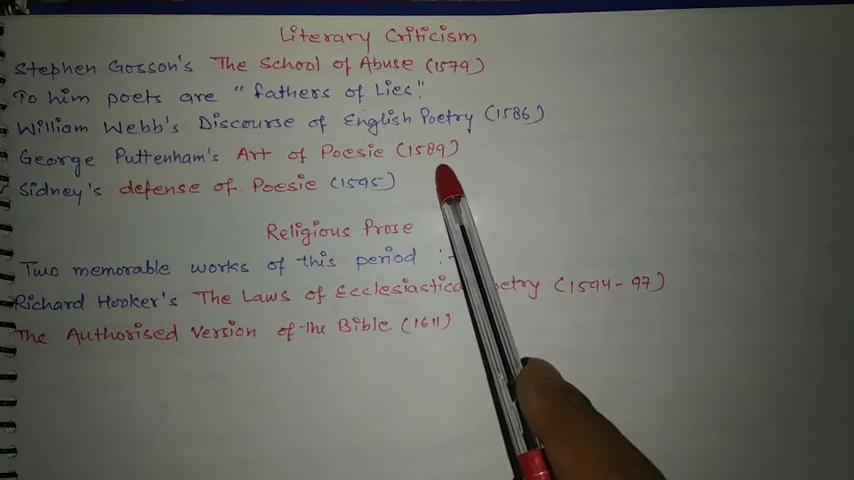 Literary Criticism
Stephen Gosson's The School of Abuse (1579)
To him poets are "fathers of Lies."
William Webb's Discourse of English Poetry (1586)
George Puttenham's Art of Poesie (1589)
Sidney's defense of Poesie (1595)
Religious Prose
Two memorable works of this period :-
Richard Hooker's The Laws of Ecclesiastica oetry (1594-97)
The Authorised Version of the Bible (1611)